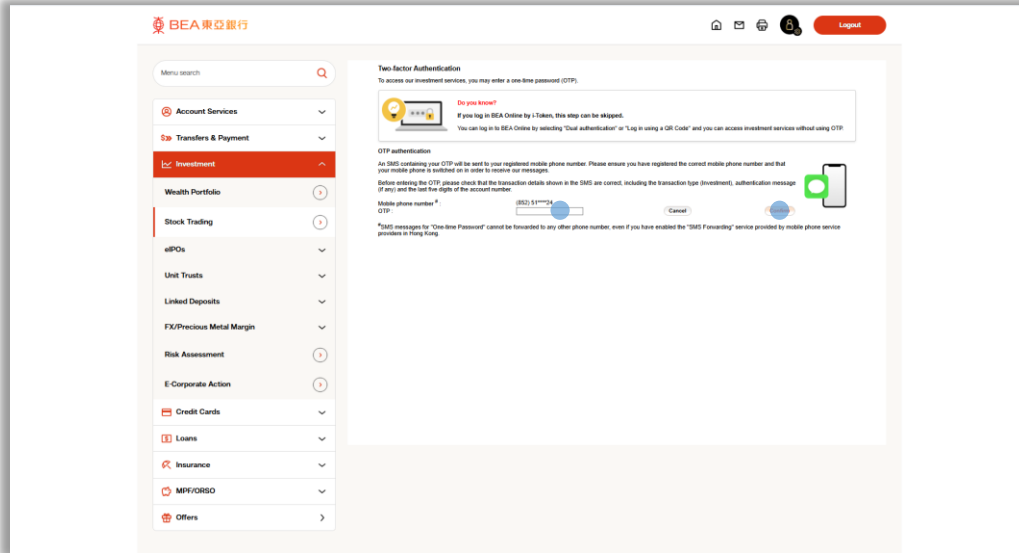 BEA東亞銀行
Logout
Menu search
Account Services
Transfers & Payment
Investment
Wealth Portfolio
Stock Trading
eIPOs
Unit Trusts
Linked Deposits
FX/Precious Metal Margin
Risk Assessment
E-Corporate Action
Credit Cards
Loans
Insurance
MPF/ORSO
Offers
Two-factor Authentication
To access our investment services, you may enter a one-time password (OTP).
Do you know?
If you log in BEA Online by i-Token, this step can be skipped.
You can log in to BEA Online by selecting "Dual authentication" or "Log in using a QR Code" and you can access investment services without using OTP.
OTP authentication
An SMS containing your OTP will be sent to your registered mobile phone number. Please ensure you have registered the correct mobile phone number and that
your mobile phone is switched on in order to receive our messages.
Before entering the OTP, please check that the transaction details shown in the SMS are correct, including the transaction type (Investment), authentication message
(if any) and the last five digits of the account number.
Mobile phone number # : (852) 51****24
OTP :
Cancel
Confirm
#SMS messages for "One-time Password" cannot be forwarded to any other phone number, even if you have enabled the "SMS Forwarding" service provided by mobile phone service
providers in Hong Kong.